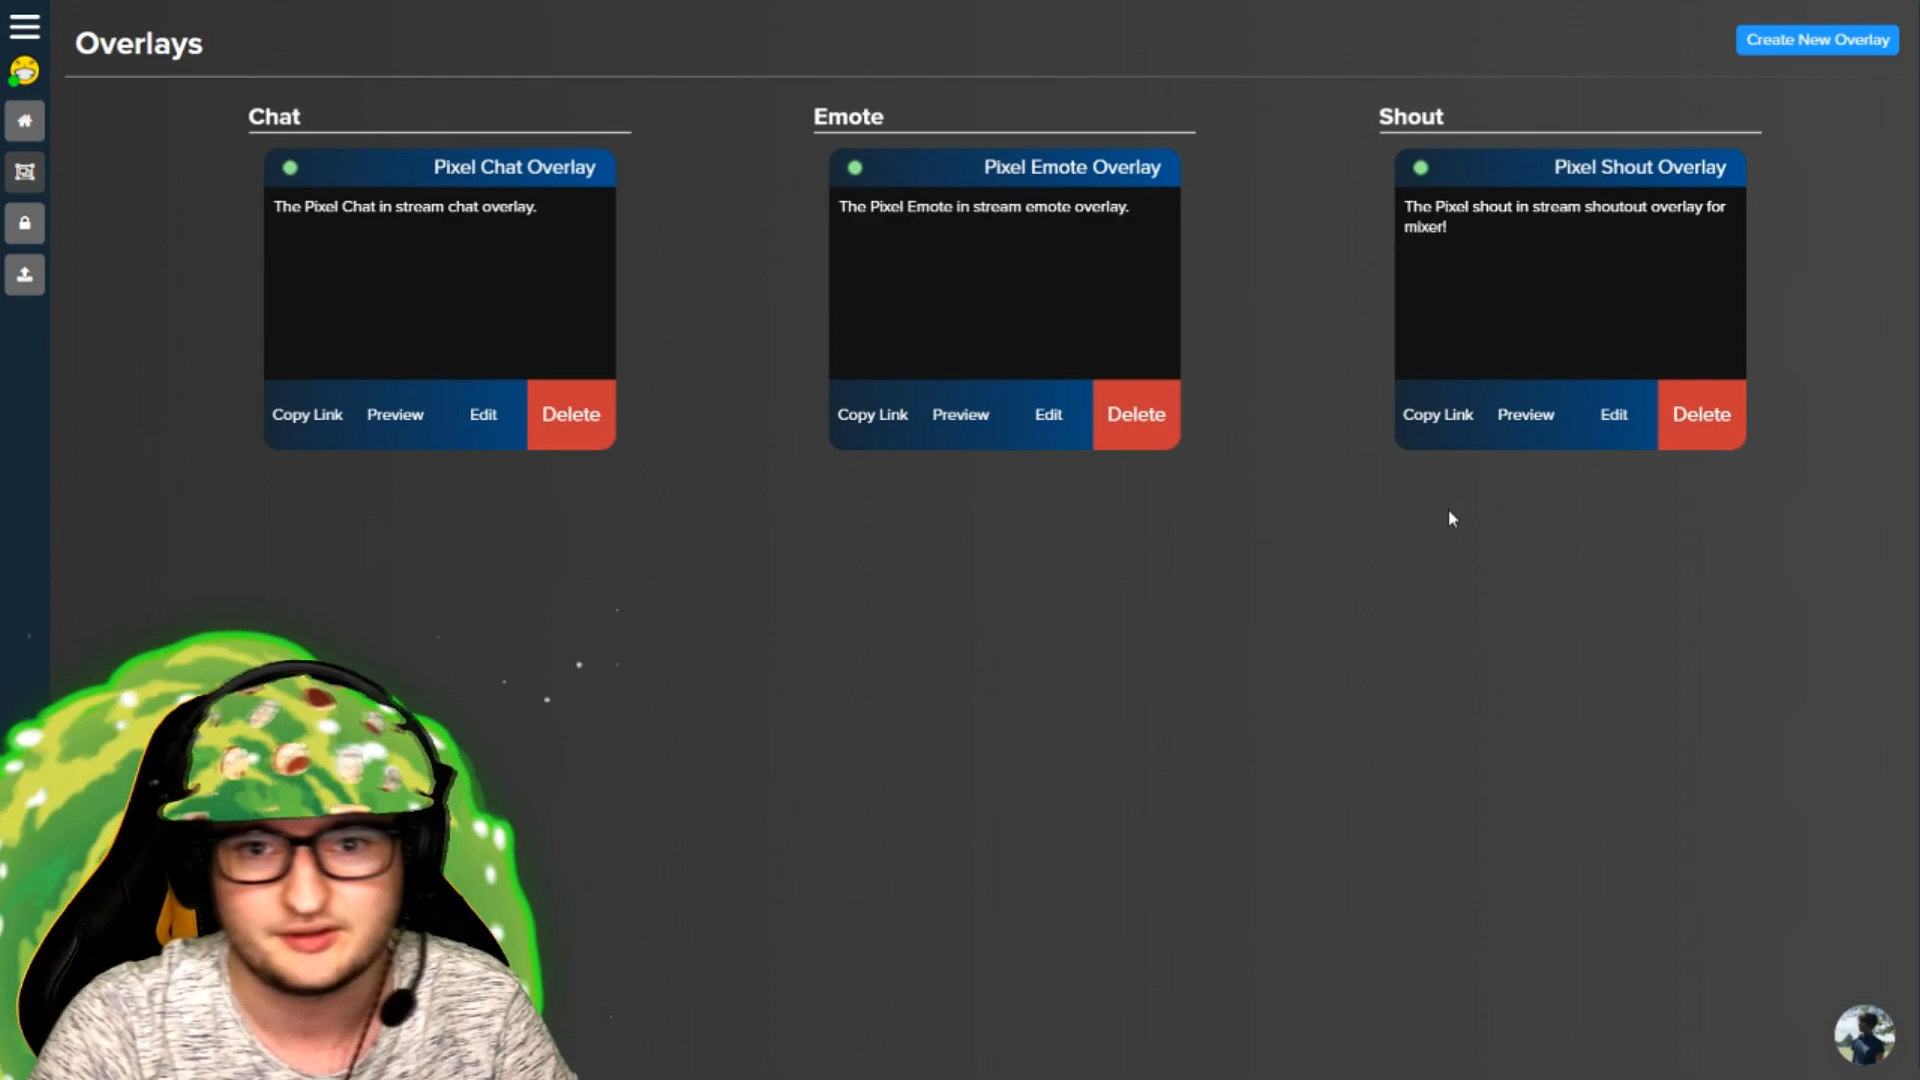 Overlays
Create New Overlay
Chat
Emote
Shout
Pixel Chat Overlay
The Pixel Chat in stream chat overlay.
Copy Link
Preview
Edit
Delete
Pixel Emote Overlay
The Pixel Emote in stream emote overlay.
Copy Link
Preview
Edit
Delete
Pixel Shout Overlay
The Pixel shout in stream shoutout overlay for
mixer!
Copy Link
Preview
Edit
Delete